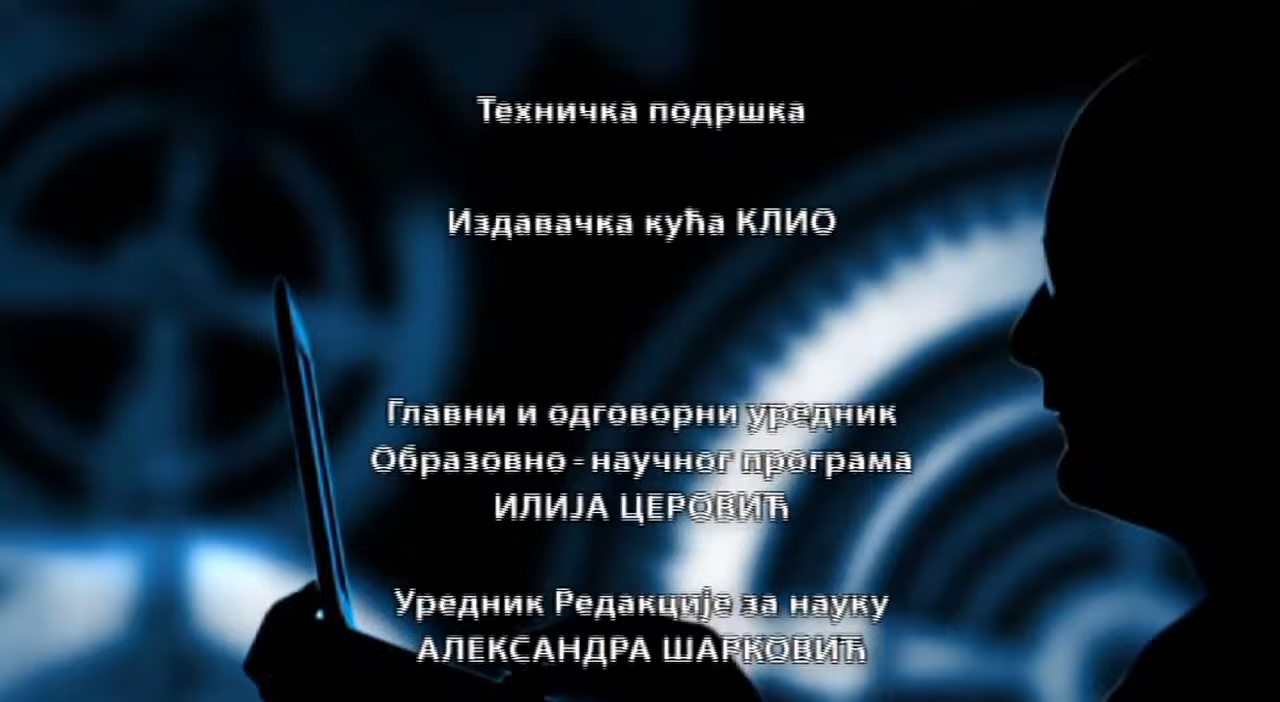 Техничка подршка
Издавачка кућа КЛИО
Главни и одговорни уредник
Образовно - научног програма
ИЛИЈА ЦЕРОВИЋ
Уредник Редакције за науку
АЛЕКСАНДРА ШАРКОВИЋ